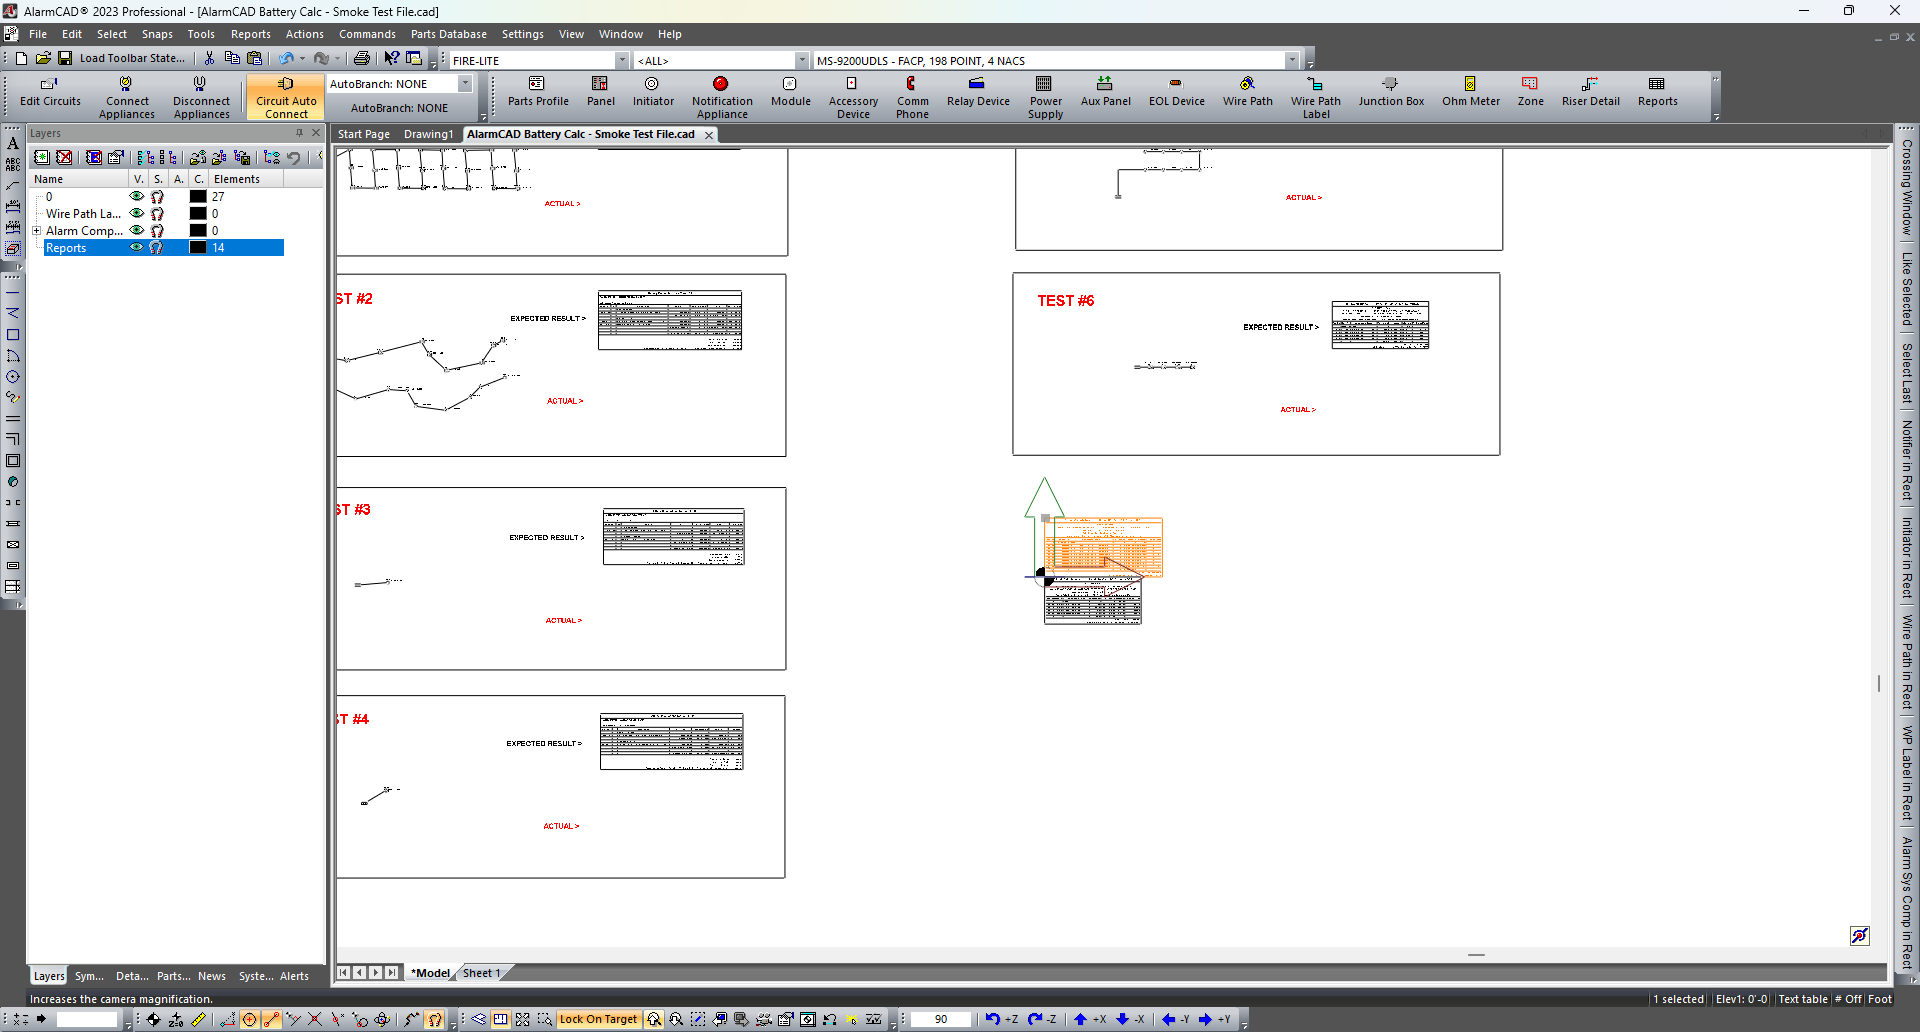 AlarmCAD® 2023 Professional - [AlarmCAD Battery Calc - Smoke Test File.cad]
File Edit Select Snaps Tools Reports Actions Commands Parts Database Settings View Window Help
Load Toolbar State...
FIRE-LITE
<ALL>
MS-9200UDLS - FACP, 198 POINT, 4 NACS
Edit Circuits
Connect Appliances
Disconnect Appliances
Circuit Auto Connect
AutoBranch: NONE
AutoBranch: NONE
Parts Profile
Panel
Initiator
Notification Appliance
Module
Accessory Device
Comm Phone
Relay Device
Power Supply
Aux Panel
EOL Device
Wire Path
Wire Path Label
Junction Box
Ohm Meter
Zone
Riser Detail
Reports
Layers
Start Page Drawing1 AlarmCAD Battery Calc - Smoke Test File.cad
Name V. S. A. C. Elements
0 27
Wire Path La... 0
Alarm Comp... 0
Reports 14
A
ABC
ABC
ACTUAL >
ACTUAL >
ST #2
EXPECTED RESULT >
ACTUAL >
TEST #6
EXPECTED RESULT >
ACTUAL >
ST #3
EXPECTED RESULT >
ACTUAL >
ST #4
EXPECTED RESULT >
ACTUAL >
Crossing Window
Like Selected
Select Last
Notifier in Rect
Initiator in Rect
Wire Path in Rect
WP Label in Rect
Alarm Sys Comp in Rect
Layers Sym... Deta... Parts... News Syste... Alerts
*Model Sheet 1
Increases the camera magnification.
1 selected Elev1: 0'-0 Text table # Off Foot
Lock On Target
90
+Z -Z +X -X -Y +Y